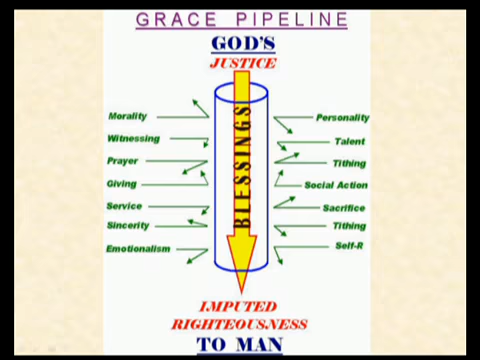 GRACE PIPELINE
GOD'S
JUSTICE
Morality
Personality
Witnessing
Talent
Prayer
Tithing
Giving
Social Action
Service
Sacrifice
Sincerity
Tithing
Emotionalism
Self-R
BLESSINGS
IMPUTED
RIGHTEOUSNESS
TO MAN